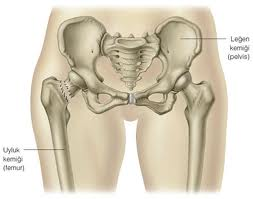 Leğen
kemiği
(pelvis)
Uyluk
kemiği
(femur)